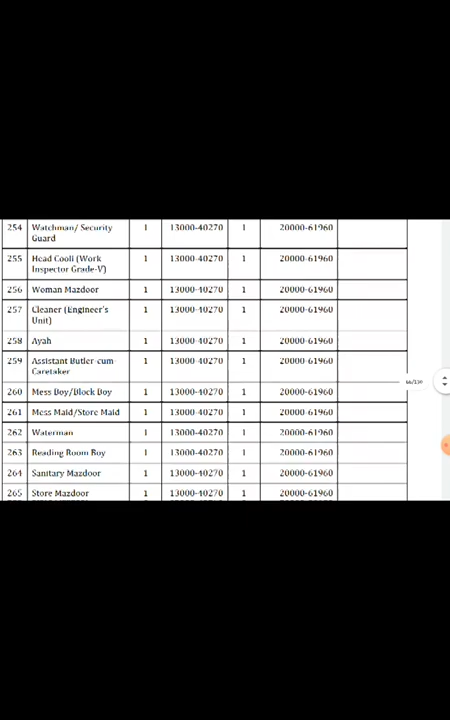 254 Watchman/ Security 1 13000-40270 1 20000-61960
Guard
255 Head Cooli (Work 1 13000-40270 1 20000-61960
Inspector Grade-V)
256 Woman Mazdoor 1 13000-40270 1 20000-61960
257 Cleaner (Engineer's 1 13000-40270 1 20000-61960
Unit)
258 Ayah 1 13000-40270 1 20000-61960
259 Assistant Butler-cum- 1 13000-40270 1 20000-61960
Caretaker
260 Mess Boy/Block Boy 1 13000-40270 1 20000-61960
261 Mess Maid/Store Maid 1 13000-40270 1 20000-61960
262 Waterman 1 13000-40270 1 20000-61960
263 Reading Room Boy 1 13000-40270 1 20000-61960
264 Sanitary Mazdoor 1 13000-40270 1 20000-61960
265 Store Mazdoor 1 13000-40270 1 20000-61960